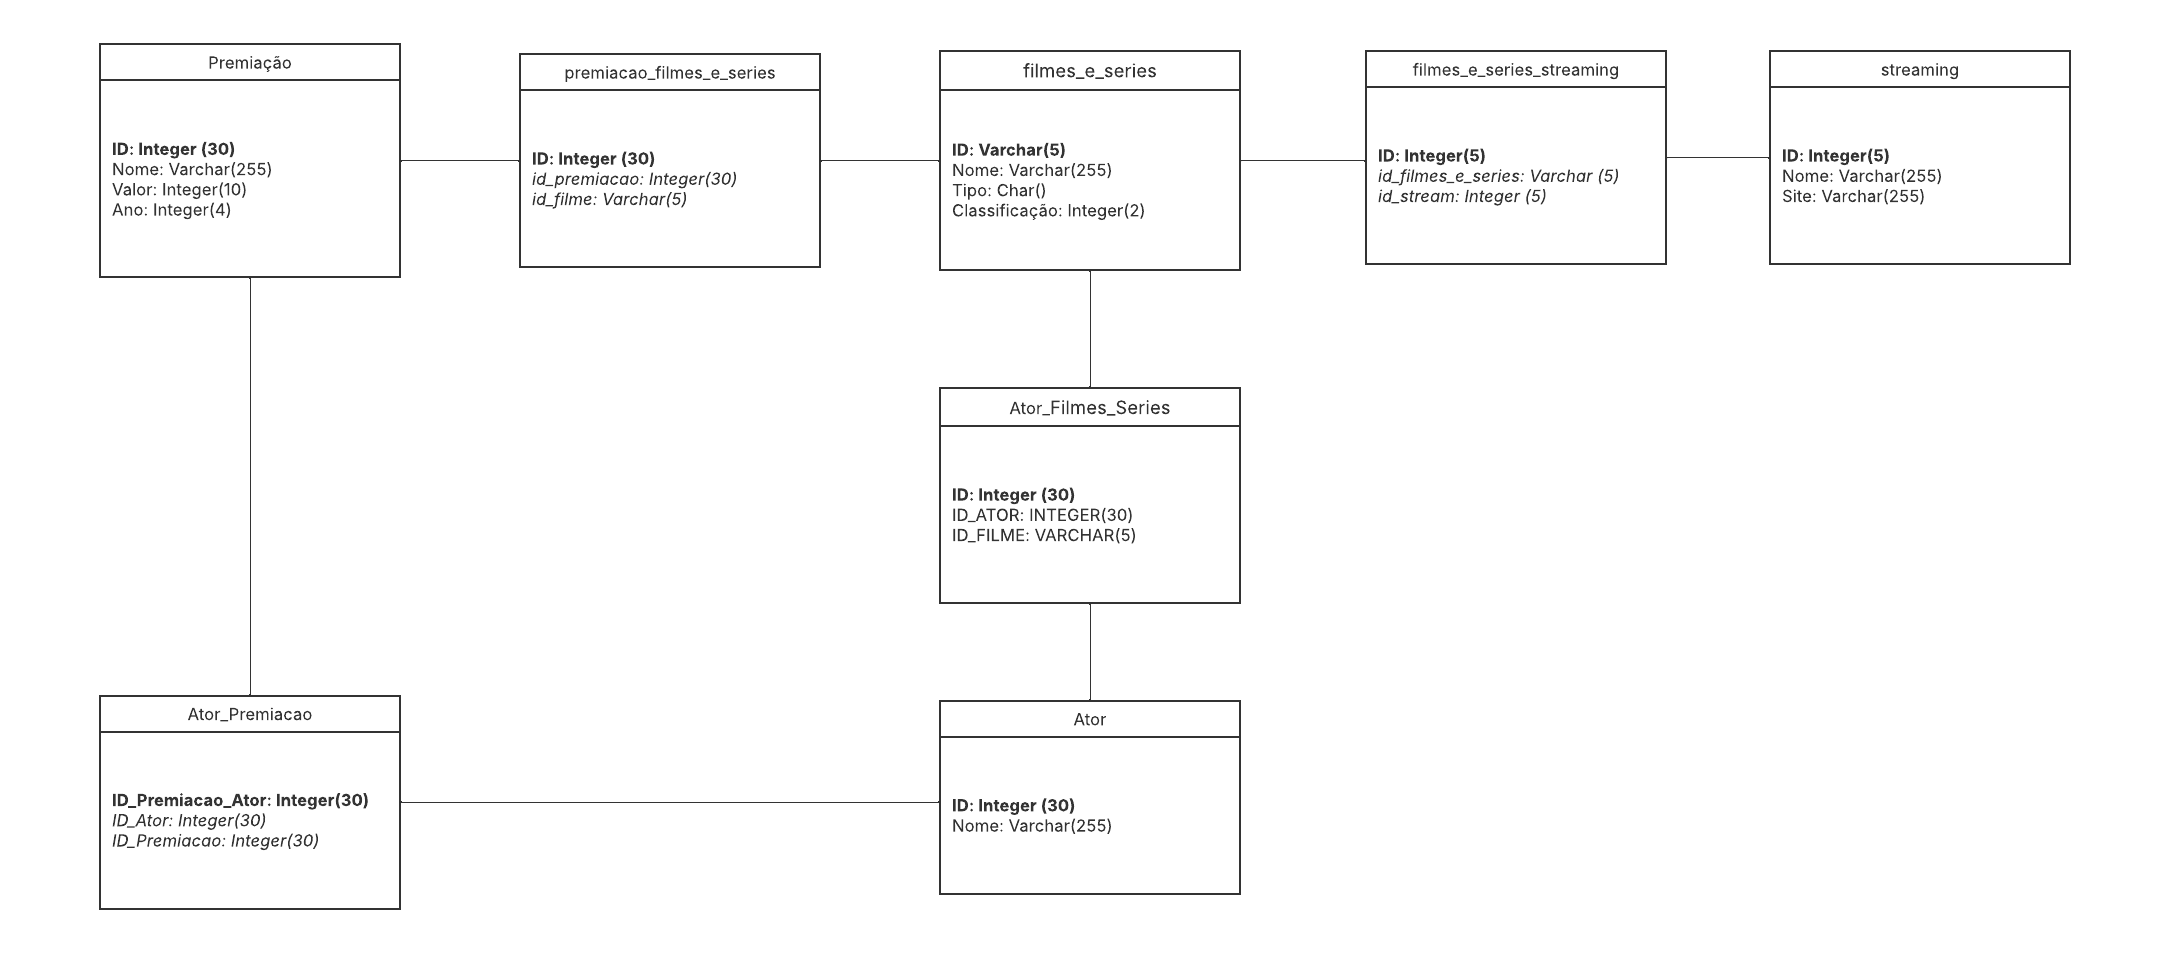 Premiação
ID: Integer (30)
Nome: Varchar(255)
Valor: Integer(10)
Ano: Integer(4)
premiacao_filmes_e_series
ID: Integer (30)
id_premiacao: Integer(30)
id_filme: Varchar(5)
filmes_e_series
ID: Varchar(5)
Nome: Varchar(255)
Tipo: Char()
Classificação: Integer(2)
filmes_e_series_streaming
ID: Integer(5)
id_filmes_e_series: Varchar (5)
id_stream: Integer (5)
streaming
ID: Integer(5)
Nome: Varchar(255)
Site: Varchar(255)
Ator_Filmes_Series
ID: Integer (30)
ID_ATOR: INTEGER(30)
ID_FILME: VARCHAR(5)
Ator_Premiacao
ID_Premiacao_Ator: Integer(30)
ID_Ator: Integer(30)
ID_Premiacao: Integer(30)
Ator
ID: Integer (30)
Nome: Varchar(255)